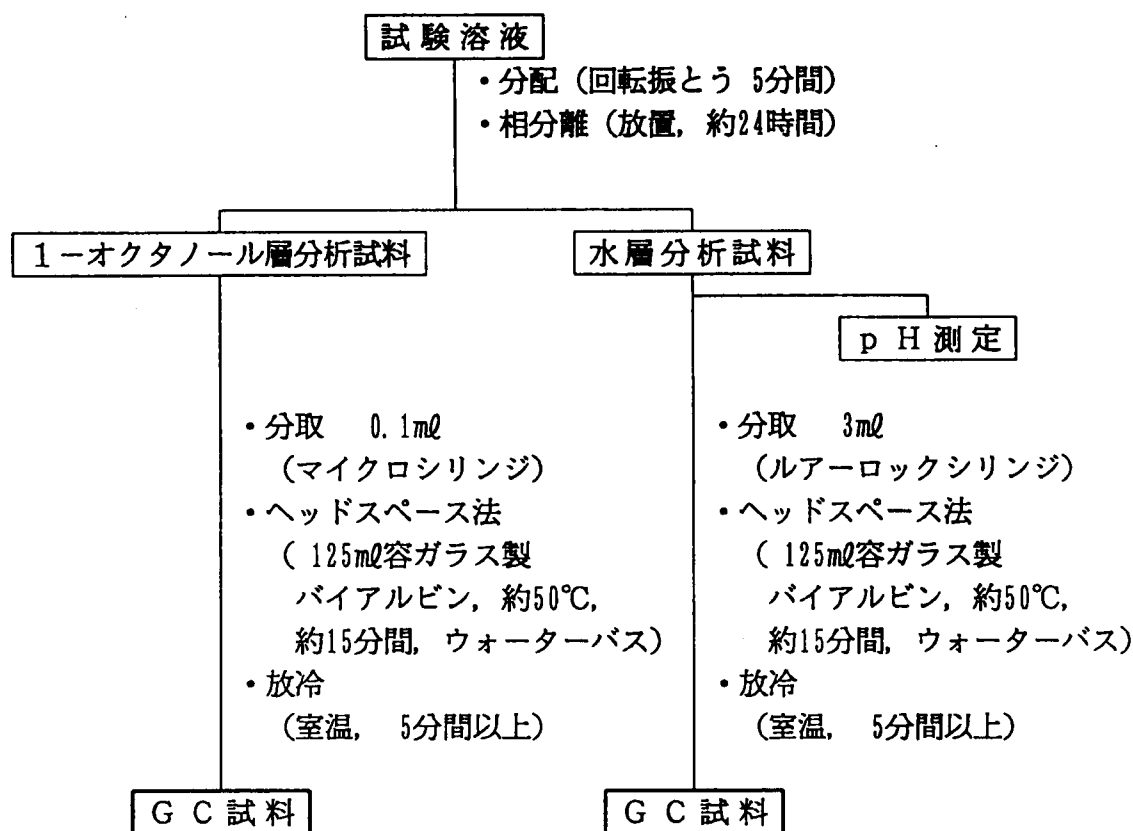 試験溶液
・分配（回転振とう 5分間）
・相分離（放置，約24時間）
１－オクタノール層分析試料
水層分析試料
ｐＨ測定
・分取 0.1mℓ
（マイクロシリンジ）
・ヘッドスペース法
（ 125mℓ容ガラス製
バイアルビン，約50℃，
約15分間，ウォーターバス）
・放冷
（室温， 5分間以上）
・分取 3mℓ
（ルアーロックシリンジ）
・ヘッドスペース法
（ 125mℓ容ガラス製
バイアルビン，約50℃，
約15分間，ウォーターバス）
・放冷
（室温， 5分間以上）
ＧＣ試料
ＧＣ試料